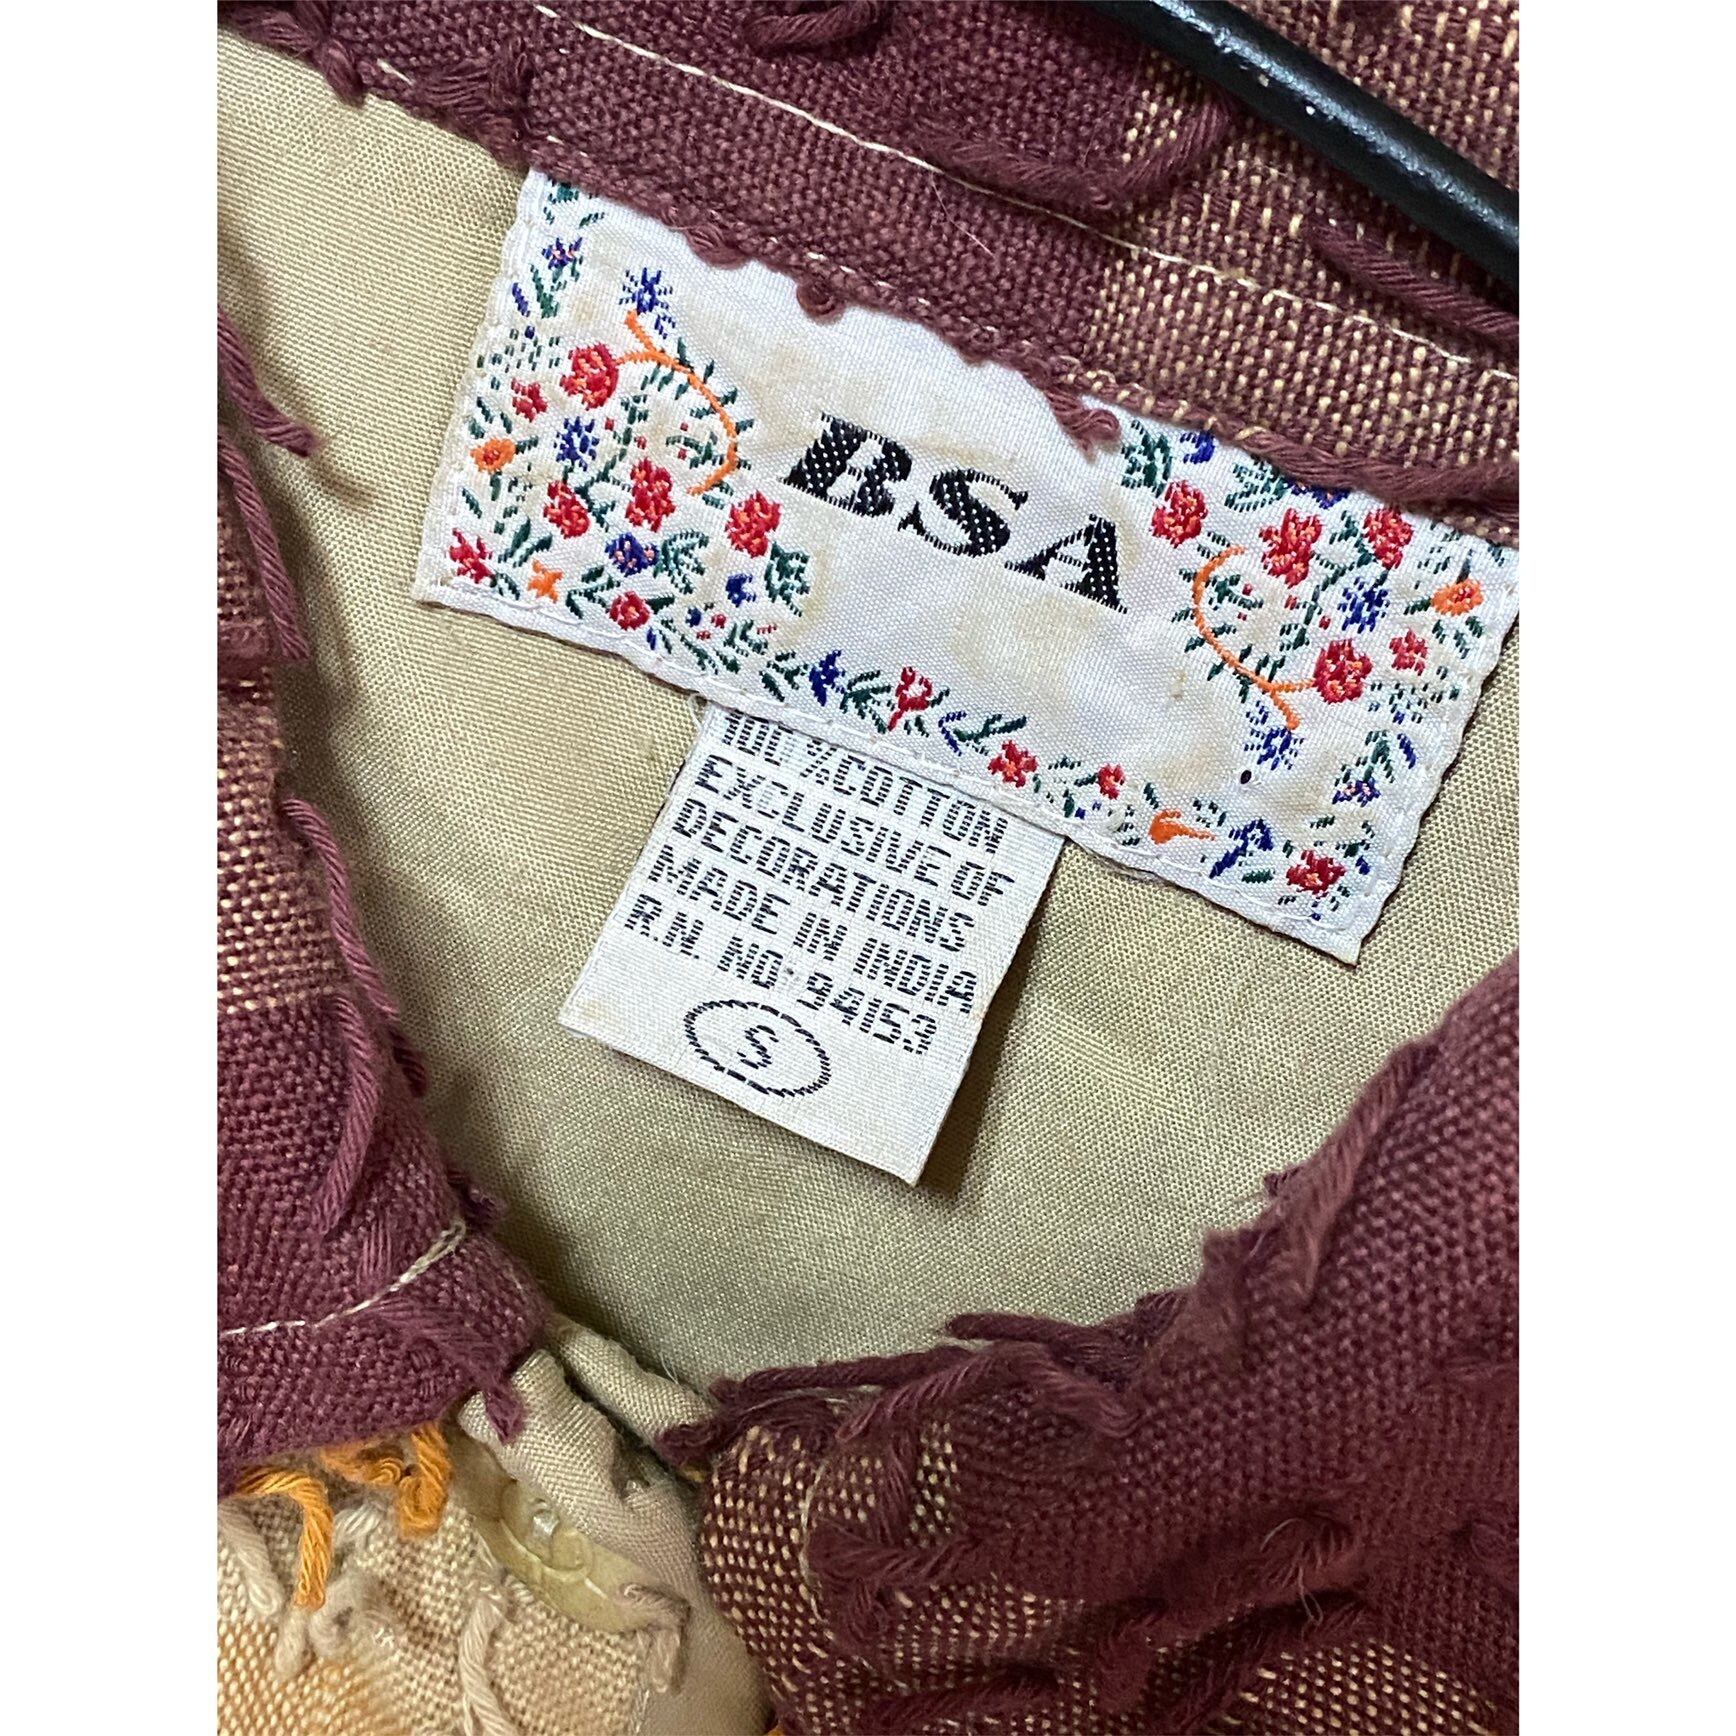 BSA
100%COTTON
EXCLUSIVE OF
DECORATIONS
MADE IN INDIA
R.N. NO: 94153
S